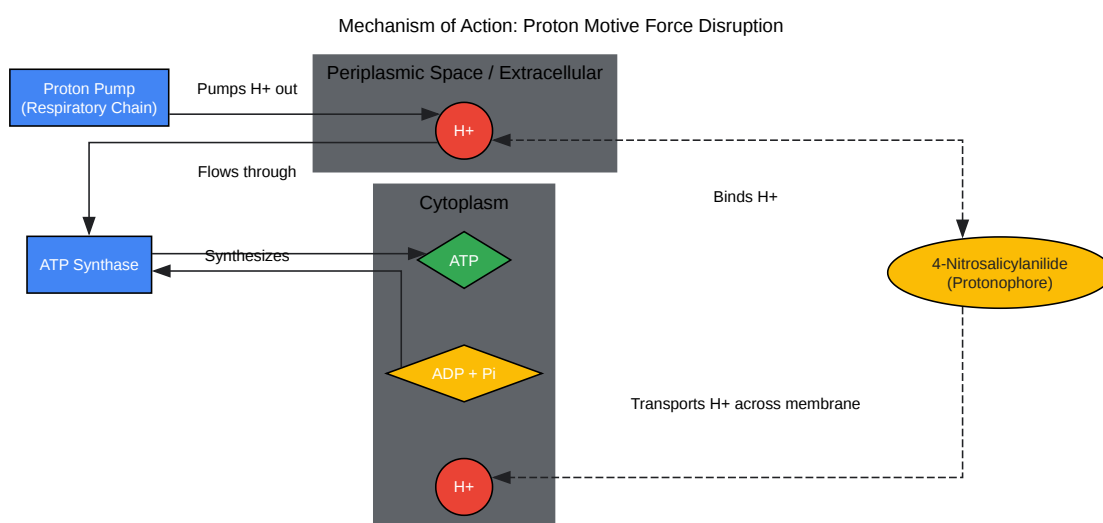 Mechanism of Action: Proton Motive Force Disruption
Periplasmic Space / Extracellular
Proton Pump
(Respiratory Chain)
Pumps H+ out
H+
Flows through
Binds H+
Cytoplasm
ATP Synthase
Synthesizes
ATP
4-Nitrosalicylanilide
(Protonophore)
ADP + Pi
Transports H+ across membrane
H+